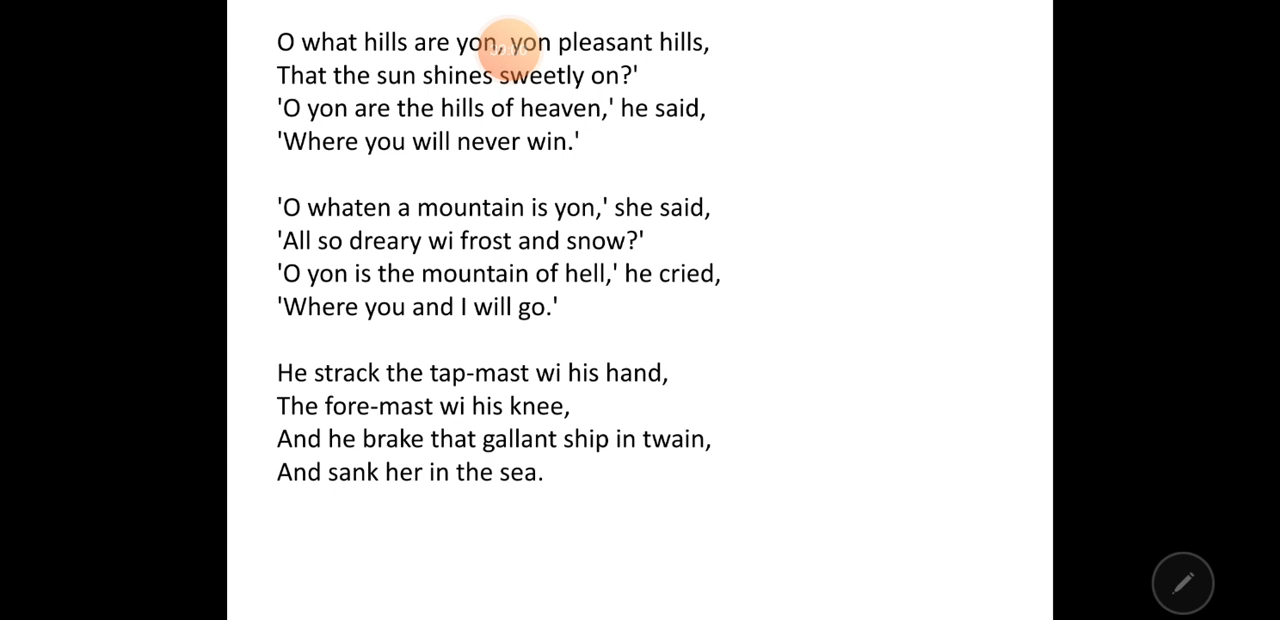 O what hills are yon, yon pleasant hills,
That the sun shines sweetly on?'
'O yon are the hills of heaven,' he said,
'Where you will never win.'
'O whaten a mountain is yon,' she said,
'All so dreary wi frost and snow?'
'O yon is the mountain of hell,' he cried,
'Where you and I will go.'
He strack the tap-mast wi his hand,
The fore-mast wi his knee,
And he brake that gallant ship in twain,
And sank her in the sea.